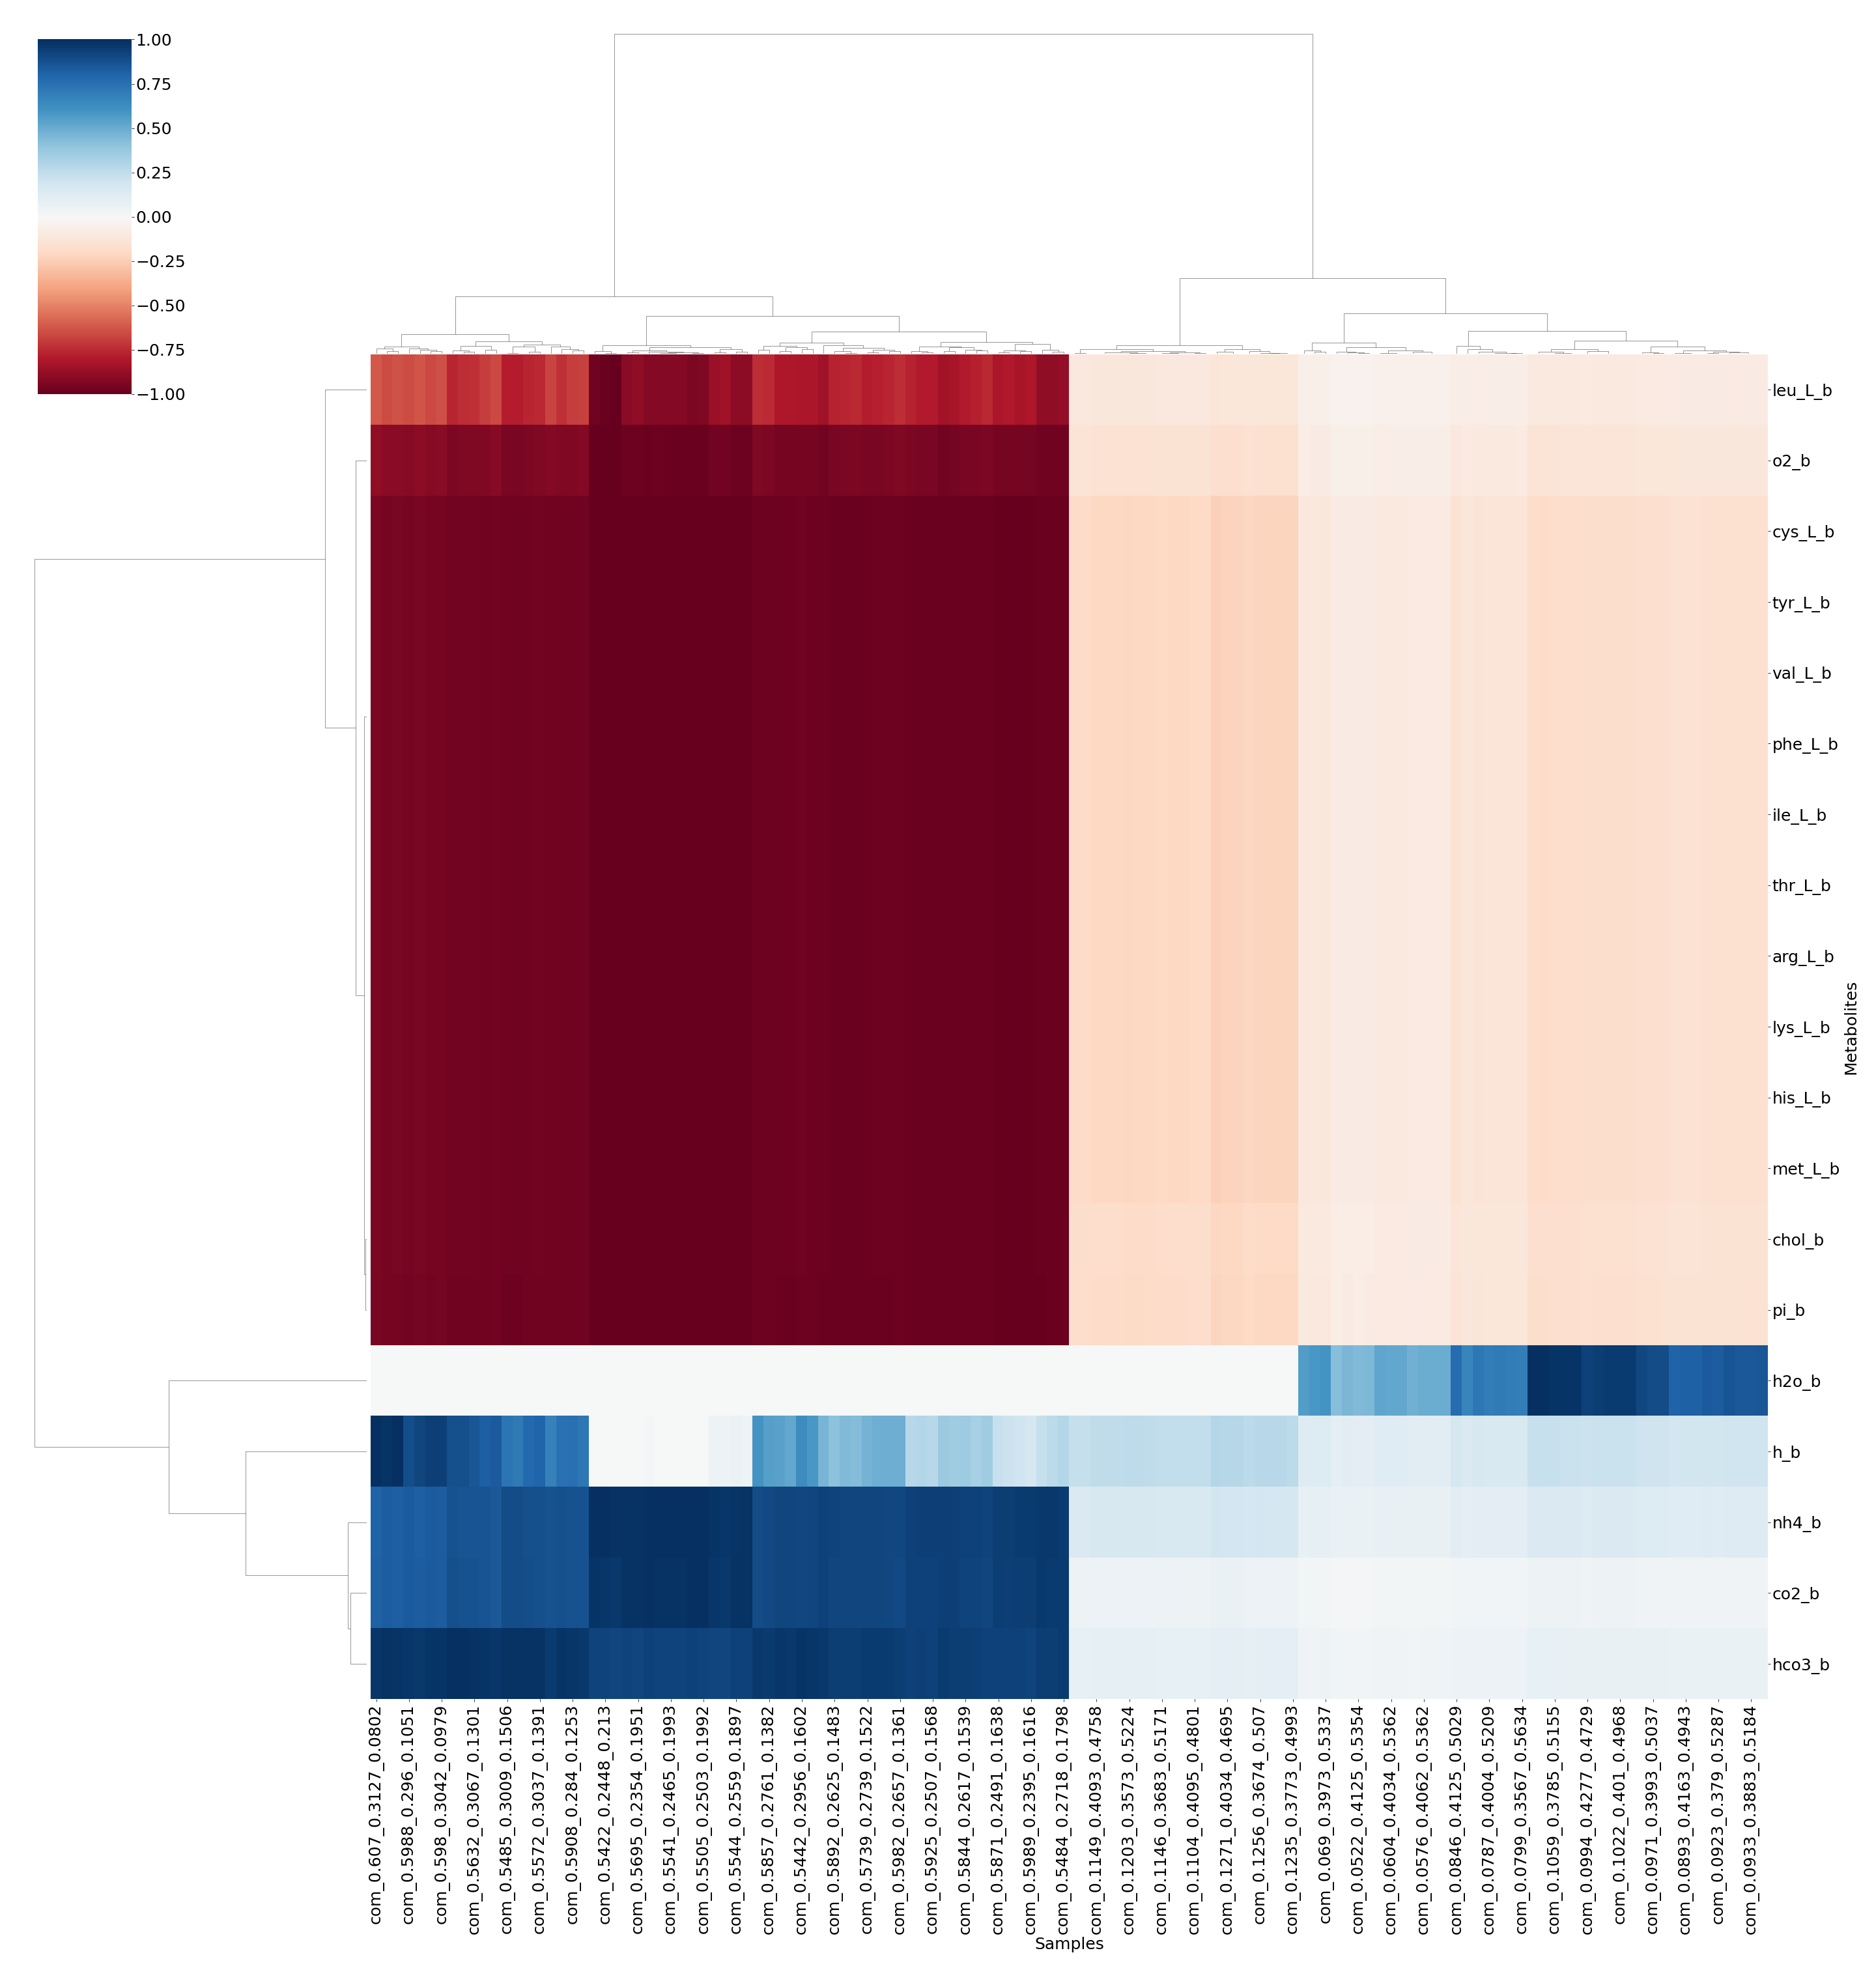 1.00
0.75
0.50
0.25
0.00
−0.25
−0.50
−0.75
−1.00
leu_L_b
o2_b
cys_L_b
tyr_L_b
val_L_b
phe_L_b
ile_L_b
thr_L_b
arg_L_b
lys_L_b
his_L_b
met_L_b
chol_b
pi_b
h2o_b
h_b
nh4_b
co2_b
hco3_b
Metabolites
com_0.607_0.3127_0.0802
com_0.5988_0.296_0.1051
com_0.598_0.3042_0.0979
com_0.5632_0.3067_0.1301
com_0.5485_0.3009_0.1506
com_0.5572_0.3037_0.1391
com_0.5908_0.284_0.1253
com_0.5422_0.2448_0.213
com_0.5695_0.2354_0.1951
com_0.5541_0.2465_0.1993
com_0.5505_0.2503_0.1992
com_0.5544_0.2559_0.1897
com_0.5857_0.2761_0.1382
com_0.5442_0.2956_0.1602
com_0.5892_0.2625_0.1483
com_0.5739_0.2739_0.1522
com_0.5982_0.2657_0.1361
com_0.5925_0.2507_0.1568
com_0.5844_0.2617_0.1539
com_0.5871_0.2491_0.1638
com_0.5989_0.2395_0.1616
com_0.5484_0.2718_0.1798
com_0.1149_0.4093_0.4758
com_0.1203_0.3573_0.5224
com_0.1146_0.3683_0.5171
com_0.1104_0.4095_0.4801
com_0.1271_0.4034_0.4695
com_0.1256_0.3674_0.507
com_0.1235_0.3773_0.4993
com_0.069_0.3973_0.5337
com_0.0522_0.4125_0.5354
com_0.0604_0.4034_0.5362
com_0.0576_0.4062_0.5362
com_0.0846_0.4125_0.5029
com_0.0787_0.4004_0.5209
com_0.0799_0.3567_0.5634
com_0.1059_0.3785_0.5155
com_0.0994_0.4277_0.4729
com_0.1022_0.401_0.4968
com_0.0971_0.3993_0.5037
com_0.0893_0.4163_0.4943
com_0.0923_0.379_0.5287
com_0.0933_0.3883_0.5184
Samples